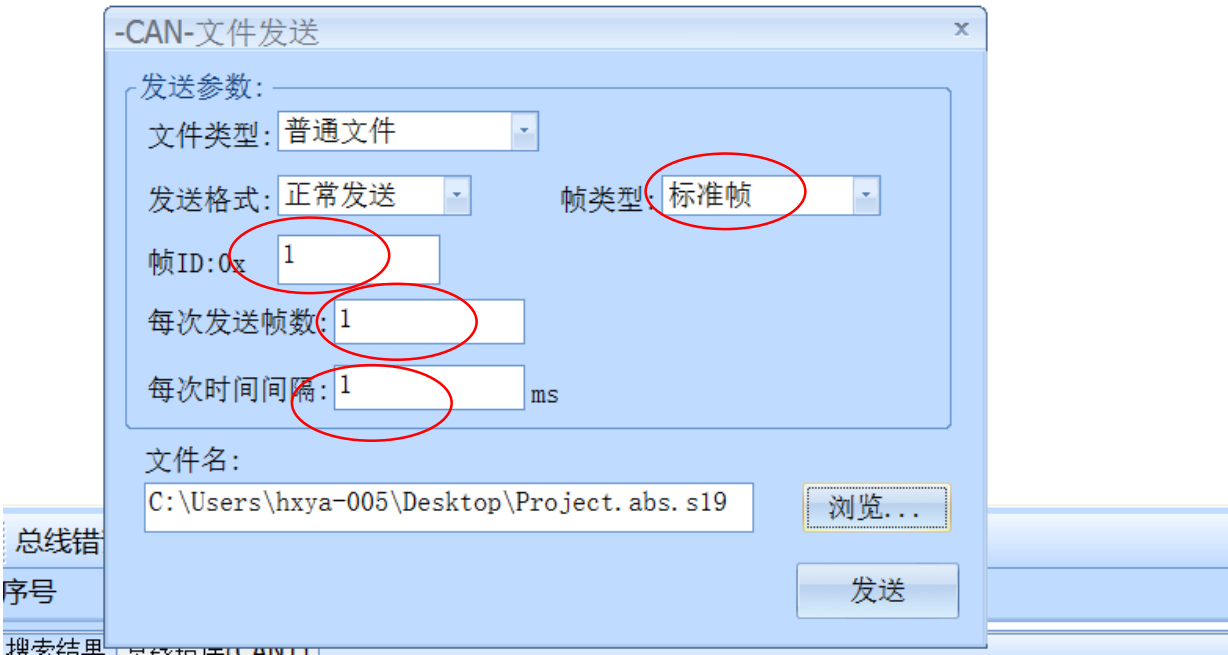 -CAN-文件发送
x
发送参数:
文件类型: 普通文件
发送格式: 正常发送 帧类型: 标准帧
帧ID:0x 1
每次发送帧数: 1
每次时间间隔: 1 ms
文件名:
C:\Users\hxya-005\Desktop\Project.abs.s19 浏览...
总线错
序号 发送
搜索结果